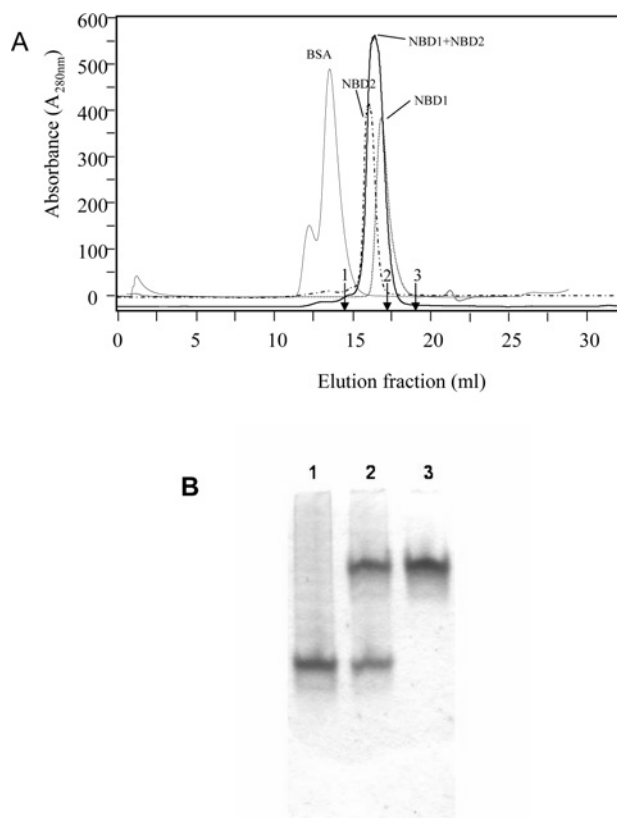 A
Absorbance (A280nm)
600
500
400
300
200
100
0
BSA
NBD1+NBD2
NBD2
NBD1
1 2 3
0 5 10 15 20 25 30
Elution fraction (ml)
B
1 2 3